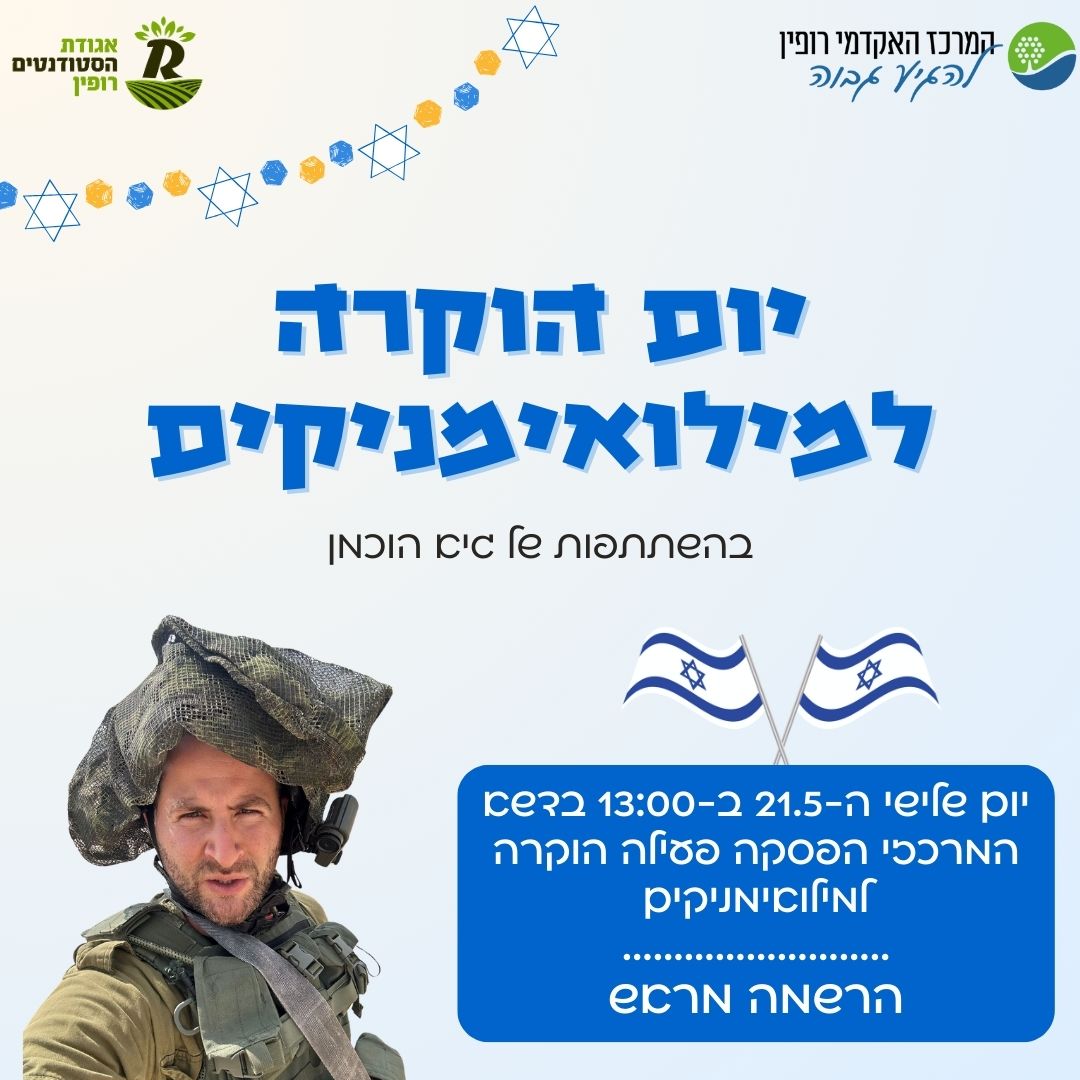 המרכז האקדמי רופין
להגיע גבוה
אגודת
הסטודנטים
רופין
R
יום הוקרה
למילואימניקים
בהשתתפות של גיא הוכמן
יום שלישי ה-21.5 ב-13:00 בדשא
המרכזי הפסקה פעילה הוקרה
למילואימניקים
..........................
הרשמה מראש